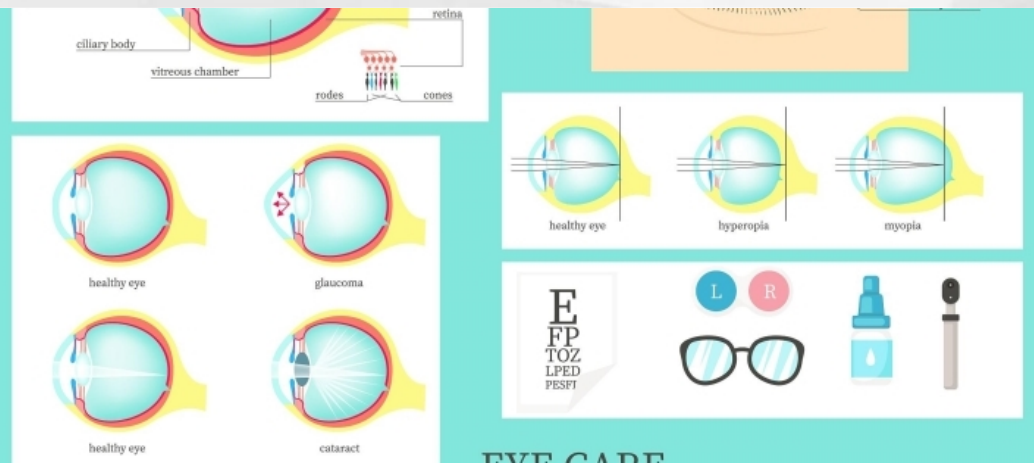 retina
ciliary body
vitreous chamber
rodes
cones
healthy eye
glaucoma
healthy eye
cataract
healthy eye
hyperopia
myopia
E
FP
TOZ
LPED
PESFT
L
R
EYE CARE